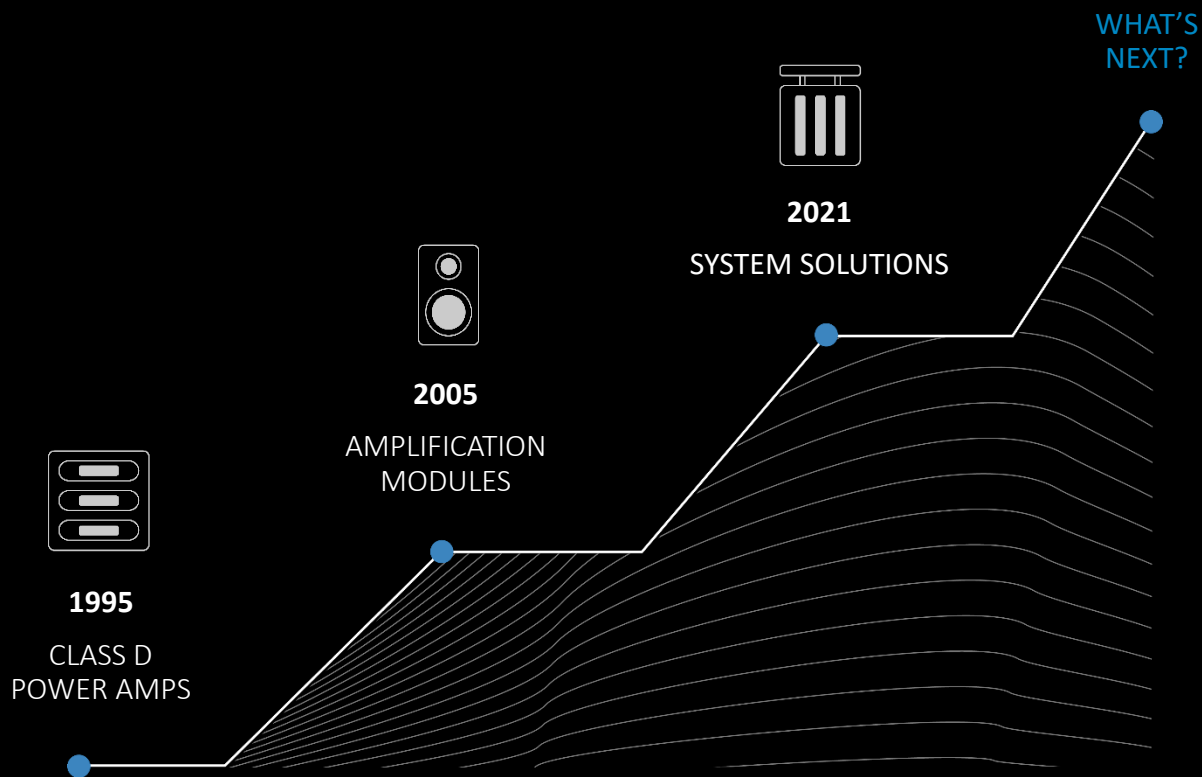 WHAT’S
NEXT?
2021
SYSTEM SOLUTIONS
2005
AMPLIFICATION
MODULES
1995
CLASS D
POWER AMPS